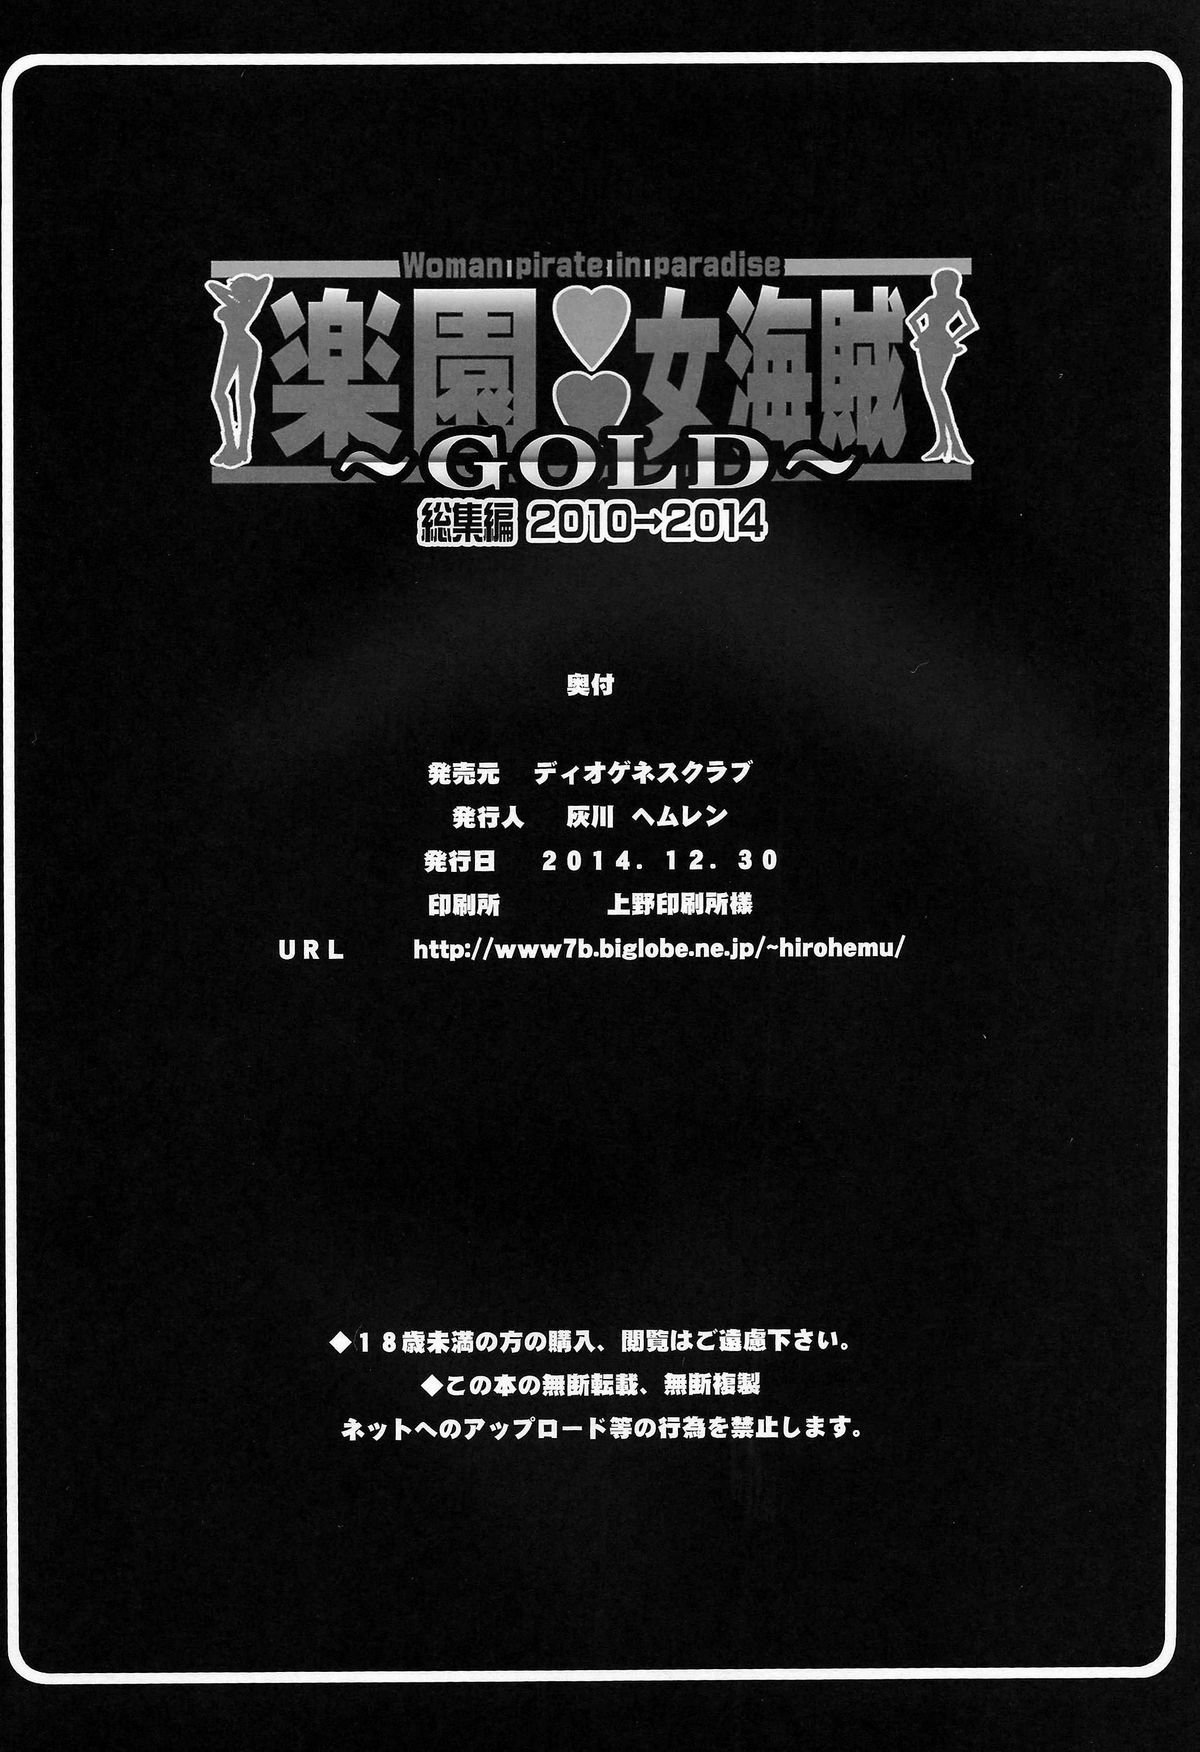 Woman pirate in paradise
楽園女海賊
～GOLD～
総集編 2010→2014
奥付
発売元 ディオゲネスクラブ
発行人 灰川 ヘムレン
発行日 ２０１４．１２．３０
印刷所 上野印刷所様
ＵＲＬ http://www7b.biglobe.ne.jp/~hirohemu/
◆１８歳未満の方の購入、閲覧はご遠慮下さい。
◆この本の無断転載、無断複製
ネットへのアップロード等の行為を禁止します。